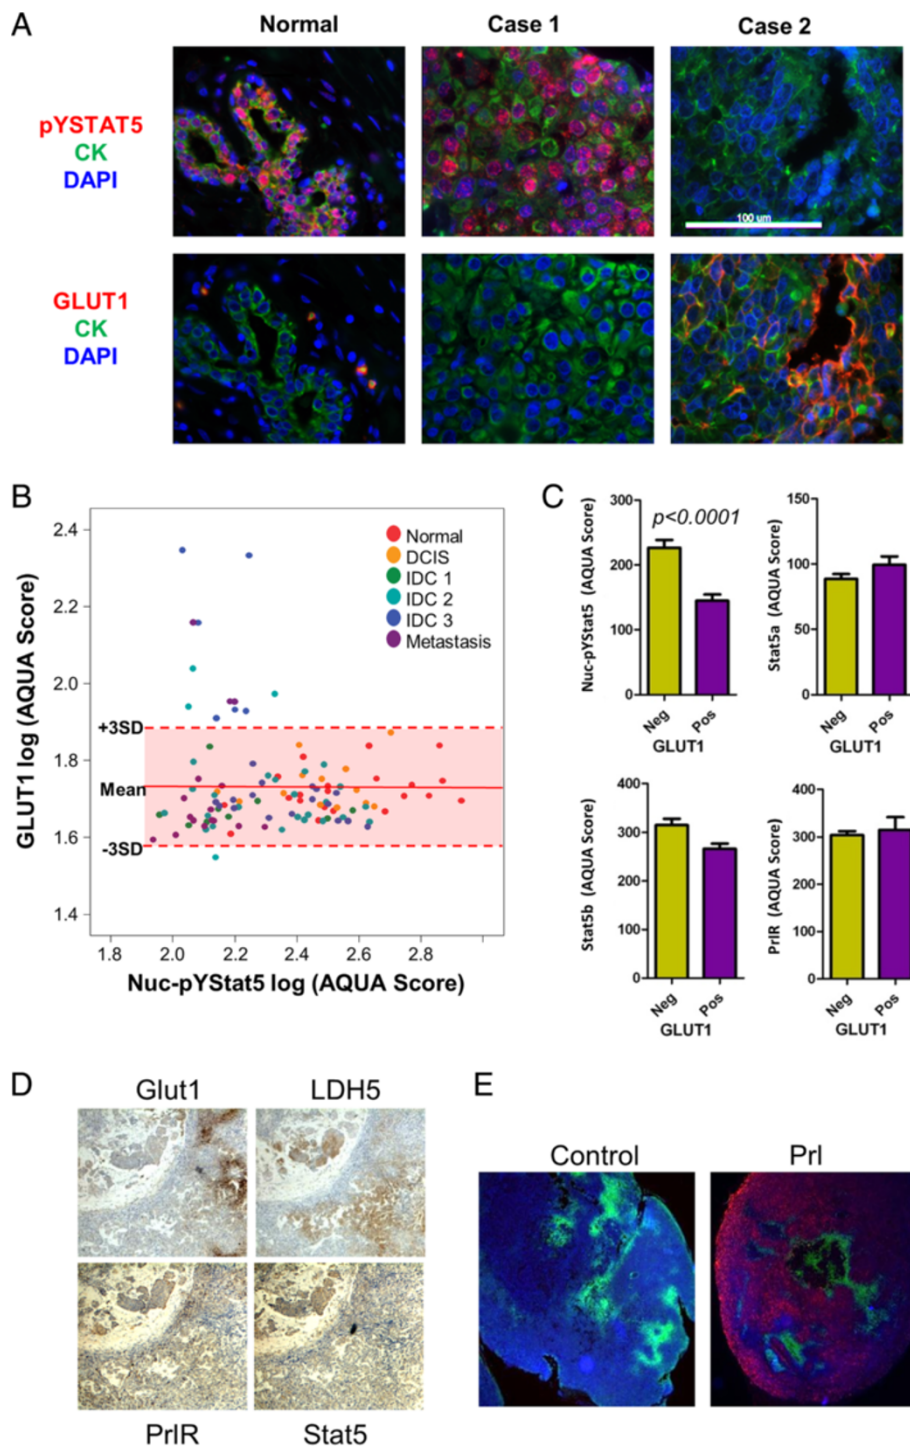 A
Normal
Case 1
Case 2
pYSTAT5
CK
DAPI
100 um
GLUT1
CK
DAPI
B
GLUT1 log (AQUA Score)
2.4
2.2
2.0
1.8
1.6
1.4
+3SD
Mean
-3SD
Normal
DCIS
IDC 1
IDC 2
IDC 3
Metastasis
1.8
2.0
2.2
2.4
2.6
2.8
Nuc-pYStat5 log (AQUA Score)
C
Nuc-pYStat5 (AQUA Score)
300
200
100
0
p<0.0001
Neg
Pos
GLUT1
Stat5a (AQUA Score)
150
100
50
0
Neg
Pos
GLUT1
Stat5b (AQUA Score)
400
300
200
100
0
Neg
Pos
GLUT1
PrlR (AQUA Score)
400
300
200
100
0
Neg
Pos
GLUT1
D
Glut1
LDH5
PrlR
Stat5
E
Control
Prl